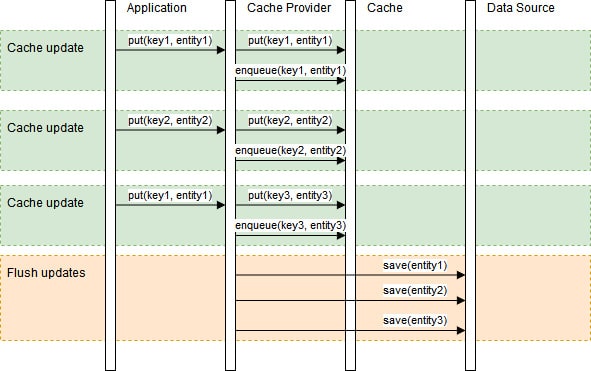 Application Cache Provider Cache Data Source
Cache update put(key1, entity1) put(key1, entity1)
enqueue(key1, entity1)
Cache update put(key2, entity2) put(key2, entity2)
enqueue(key2, entity2)
Cache update put(key1, entity1) put(key3, entity3)
enqueue(key3, entity3)
Flush updates save(entity1)
save(entity2)
save(entity3)